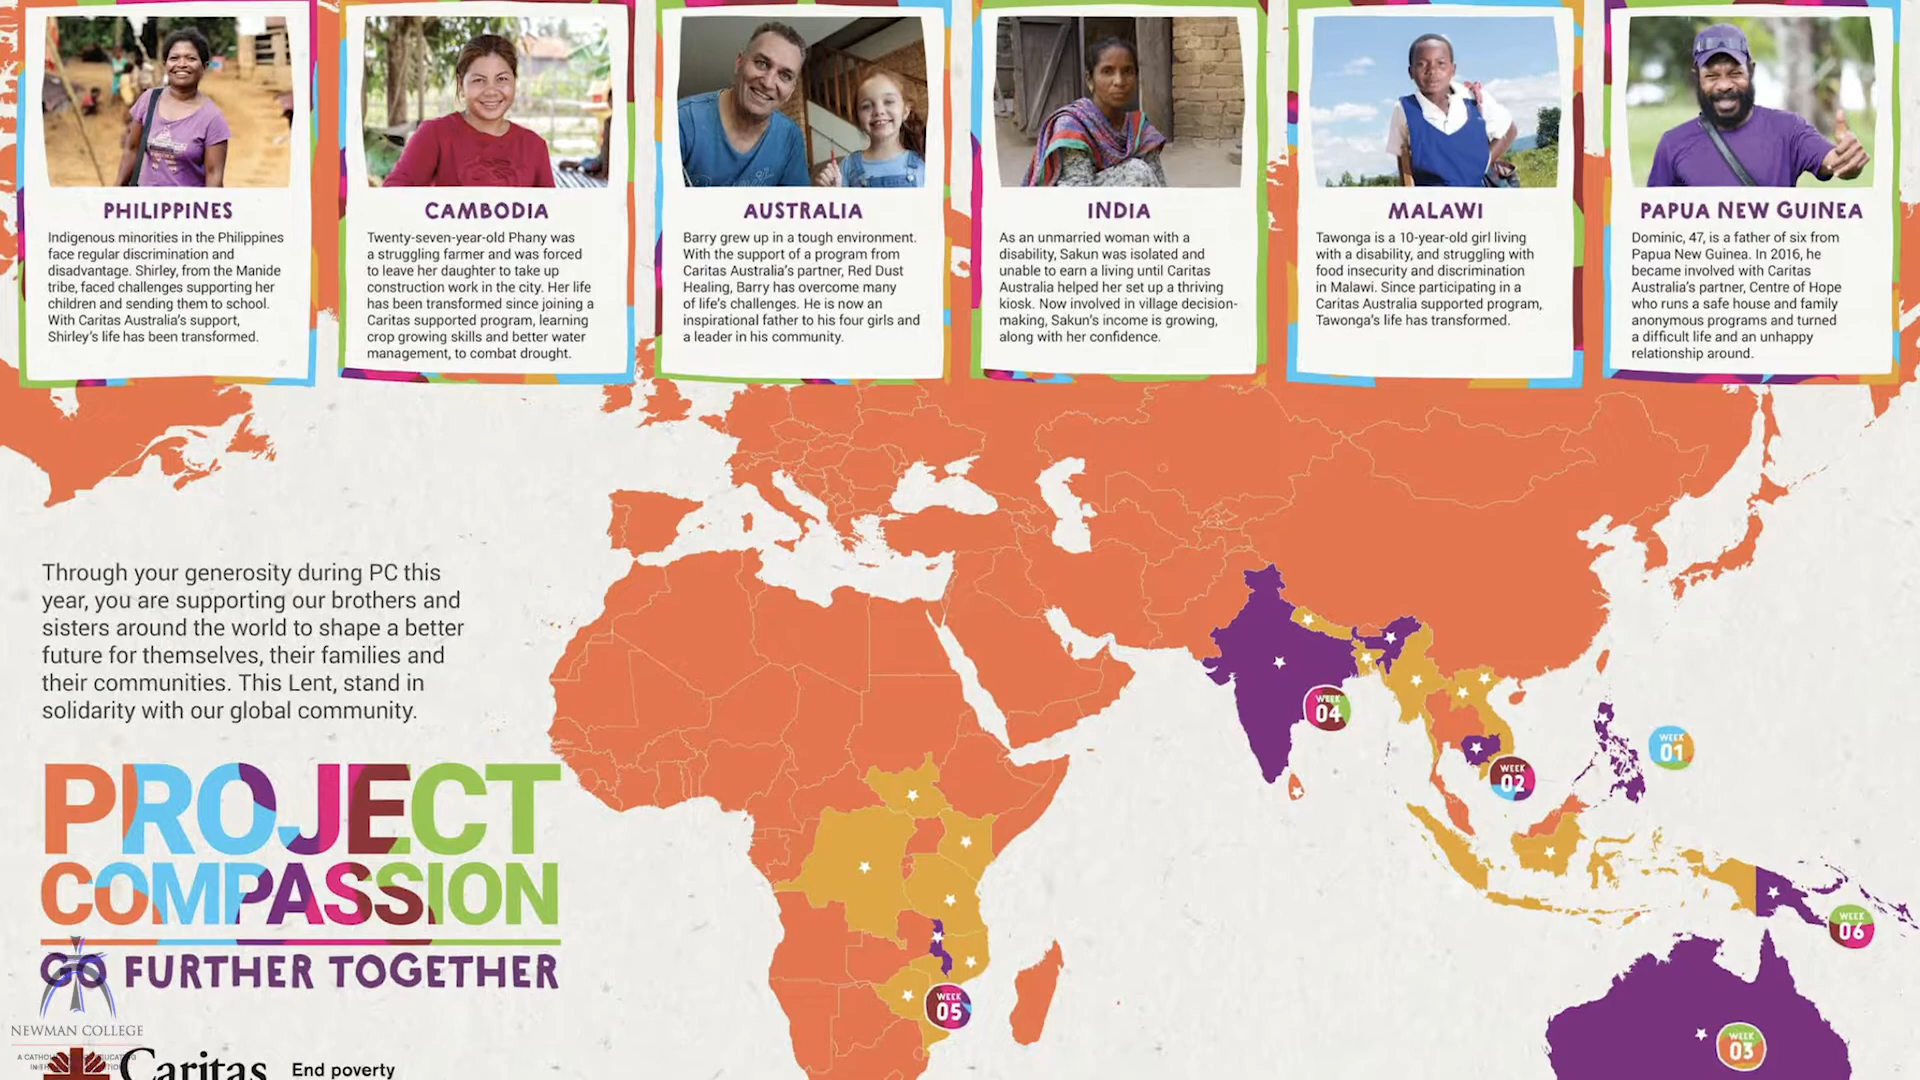 PHILIPPINES
Indigenous minorities in the Philippines
face regular discrimination and
disadvantage. Shirley, from the Manide
tribe, faced challenges supporting her
children and sending them to school.
With Caritas Australia's support,
Shirley's life has been transformed.
CAMBODIA
Twenty-seven-year-old Phany was
a struggling farmer and was forced
to leave her daughter to take up
construction work in the city. Her life
has been transformed since joining a
Caritas supported program, learning
crop growing skills and better water
management, to combat drought.
AUSTRALIA
Barry grew up in a tough environment.
With the support of a program from
Caritas Australia's partner, Red Dust
Healing, Barry has overcome many
of life's challenges. He is now an
inspirational father to his four girls and
a leader in his community.
INDIA
As an unmarried woman with a
disability, Sakun was isolated and
unable to earn a living until Caritas
Australia helped her set up a thriving
kiosk. Now involved in village decision-
making, Sakun's income is growing,
along with her confidence.
MALAWI
Tawonga is a 10-year-old girl living
with a disability, and struggling with
food insecurity and discrimination
in Malawi. Since participating in a
Caritas Australia supported program,
Tawonga's life has transformed.
PAPUA NEW GUINEA
Dominic, 47, is a father of six from
Papua New Guinea. In 2016, he
became involved with Caritas
Australia's partner, Centre of Hope
who runs a safe house and family
anonymous programs and turned
a difficult life and an unhappy
relationship around.
Through your generosity during PC this
year, you are supporting our brothers and
sisters around the world to shape a better
future for themselves, their families and
their communities. This Lent, stand in
solidarity with our global community.
WEEK
04
WEEK
01
WEEK
02
WEEK
06
WEEK
05
WEEK
03
PROJECT
COMPASSION
GO FURTHER TOGETHER
NEWMAN COLLEGE
A CATHOLIC
Caritas
End poverty